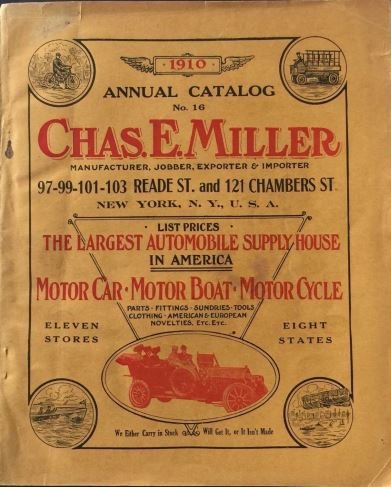 1910
ANNUAL CATALOG
No. 16
CHAS. E. MILLER
MANUFACTURER, JOBBER, EXPORTER & IMPORTER
97-99-101-103 READE ST. and 121 CHAMBERS ST.
NEW YORK, N. Y., U. S. A.
· LIST PRICES ·
THE LARGEST AUTOMOBILE SUPPLY HOUSE
IN AMERICA
MOTOR CAR · MOTOR BOAT · MOTOR CYCLE
PARTS · FITTINGS · SUNDRIES · TOOLS
CLOTHING · AMERICAN & EUROPEAN
NOVELTIES, ETC. ETC.
ELEVEN
STORES
EIGHT
STATES
We Either Carry in Stock Will Get It, or It Isn't Made